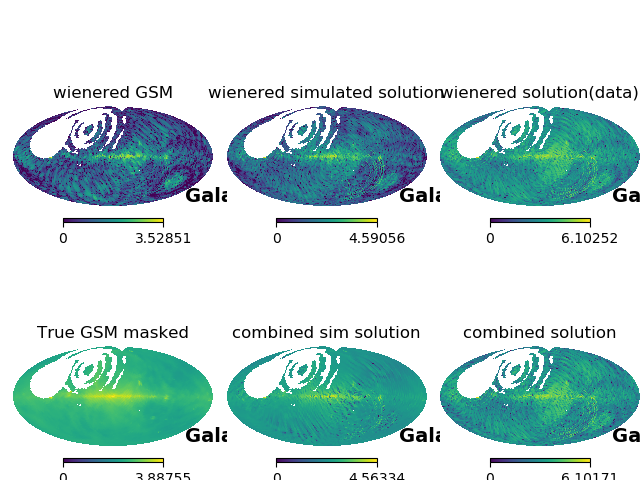 wienered GSM
wienered simulated solution
wienered solution(data)
Gala
Gala
Ga
0 3.52851
0 4.59056
0 6.10252
True GSM masked
combined sim solution
combined solution
Gala
Gala
Ga
0 3.88755
0 4.56334
0 6.10171